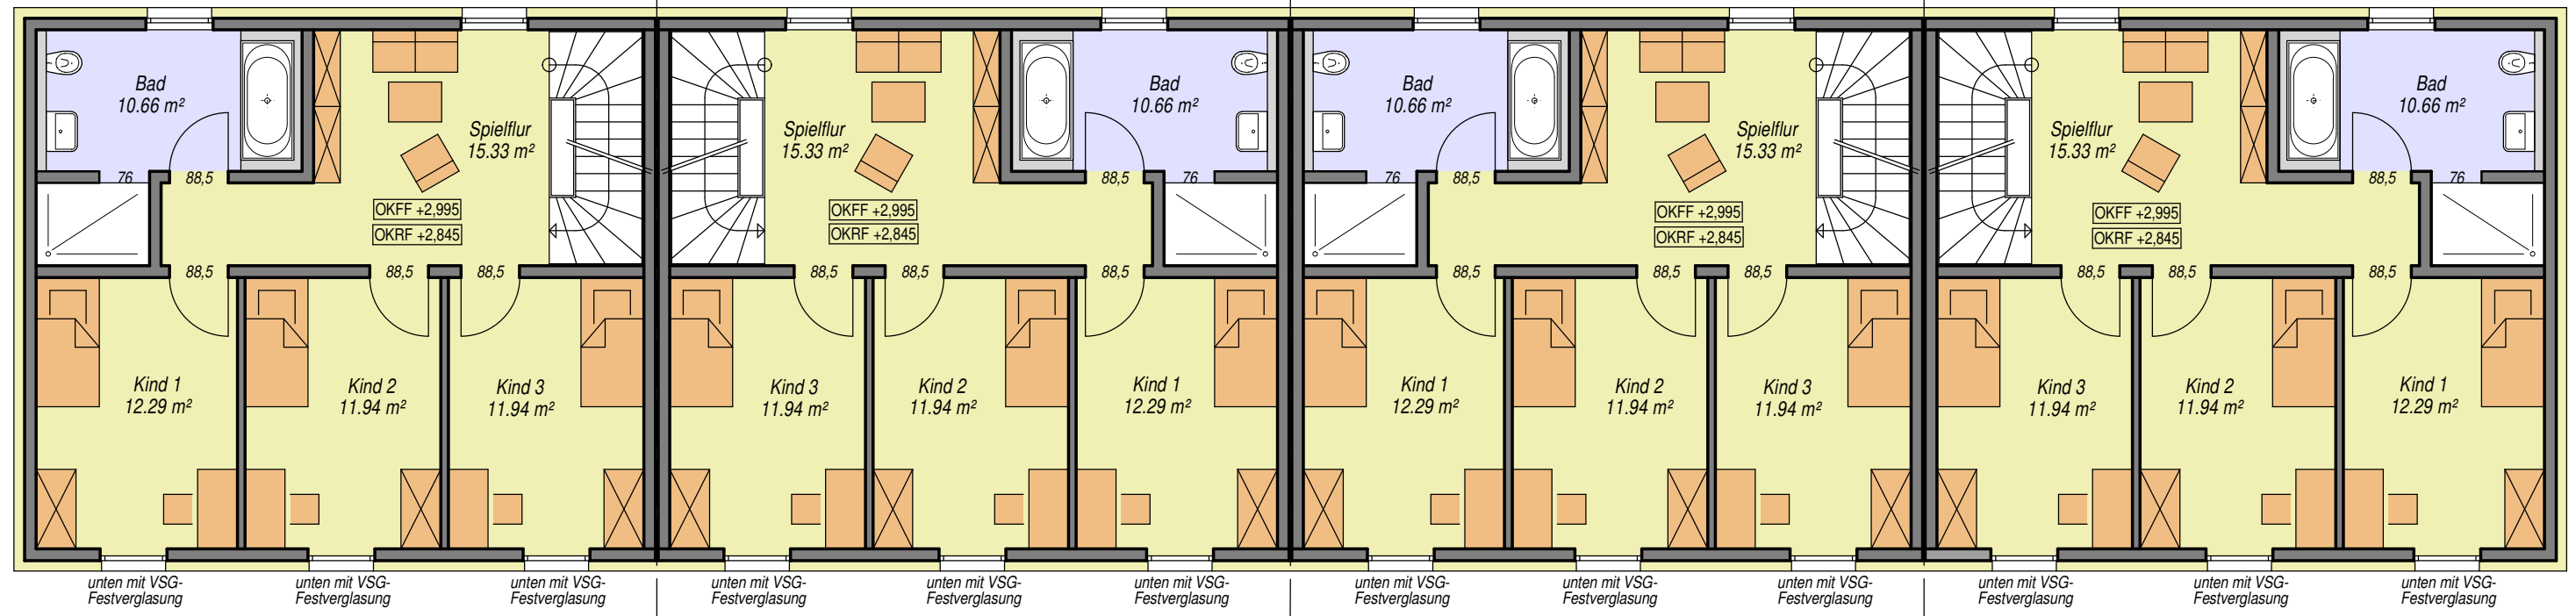 Bad
10.66 m²
Spielflur
15.33 m²
76
88,5
OKFF +2,995
OKRF +2,845
88,5
88,5
88,5
Kind 1
12.29 m²
Kind 2
11.94 m²
Kind 3
11.94 m²
unten mit VSG-
Festverglasung
unten mit VSG-
Festverglasung
unten mit VSG-
Festverglasung
Spielflur
15.33 m²
Bad
10.66 m²
88,5
76
OKFF +2,995
OKRF +2,845
88,5
88,5
88,5
Kind 3
11.94 m²
Kind 2
11.94 m²
Kind 1
12.29 m²
unten mit VSG-
Festverglasung
unten mit VSG-
Festverglasung
unten mit VSG-
Festverglasung
Bad
10.66 m²
Spielflur
15.33 m²
76
88,5
OKFF +2,995
OKRF +2,845
88,5
88,5
88,5
Kind 1
12.29 m²
Kind 2
11.94 m²
Kind 3
11.94 m²
unten mit VSG-
Festverglasung
unten mit VSG-
Festverglasung
unten mit VSG-
Festverglasung
Spielflur
15.33 m²
Bad
10.66 m²
88,5
76
OKFF +2,995
OKRF +2,845
88,5
88,5
88,5
Kind 3
11.94 m²
Kind 2
11.94 m²
Kind 1
12.29 m²
unten mit VSG-
Festverglasung
unten mit VSG-
Festverglasung
unten mit VSG-
Festverglasung